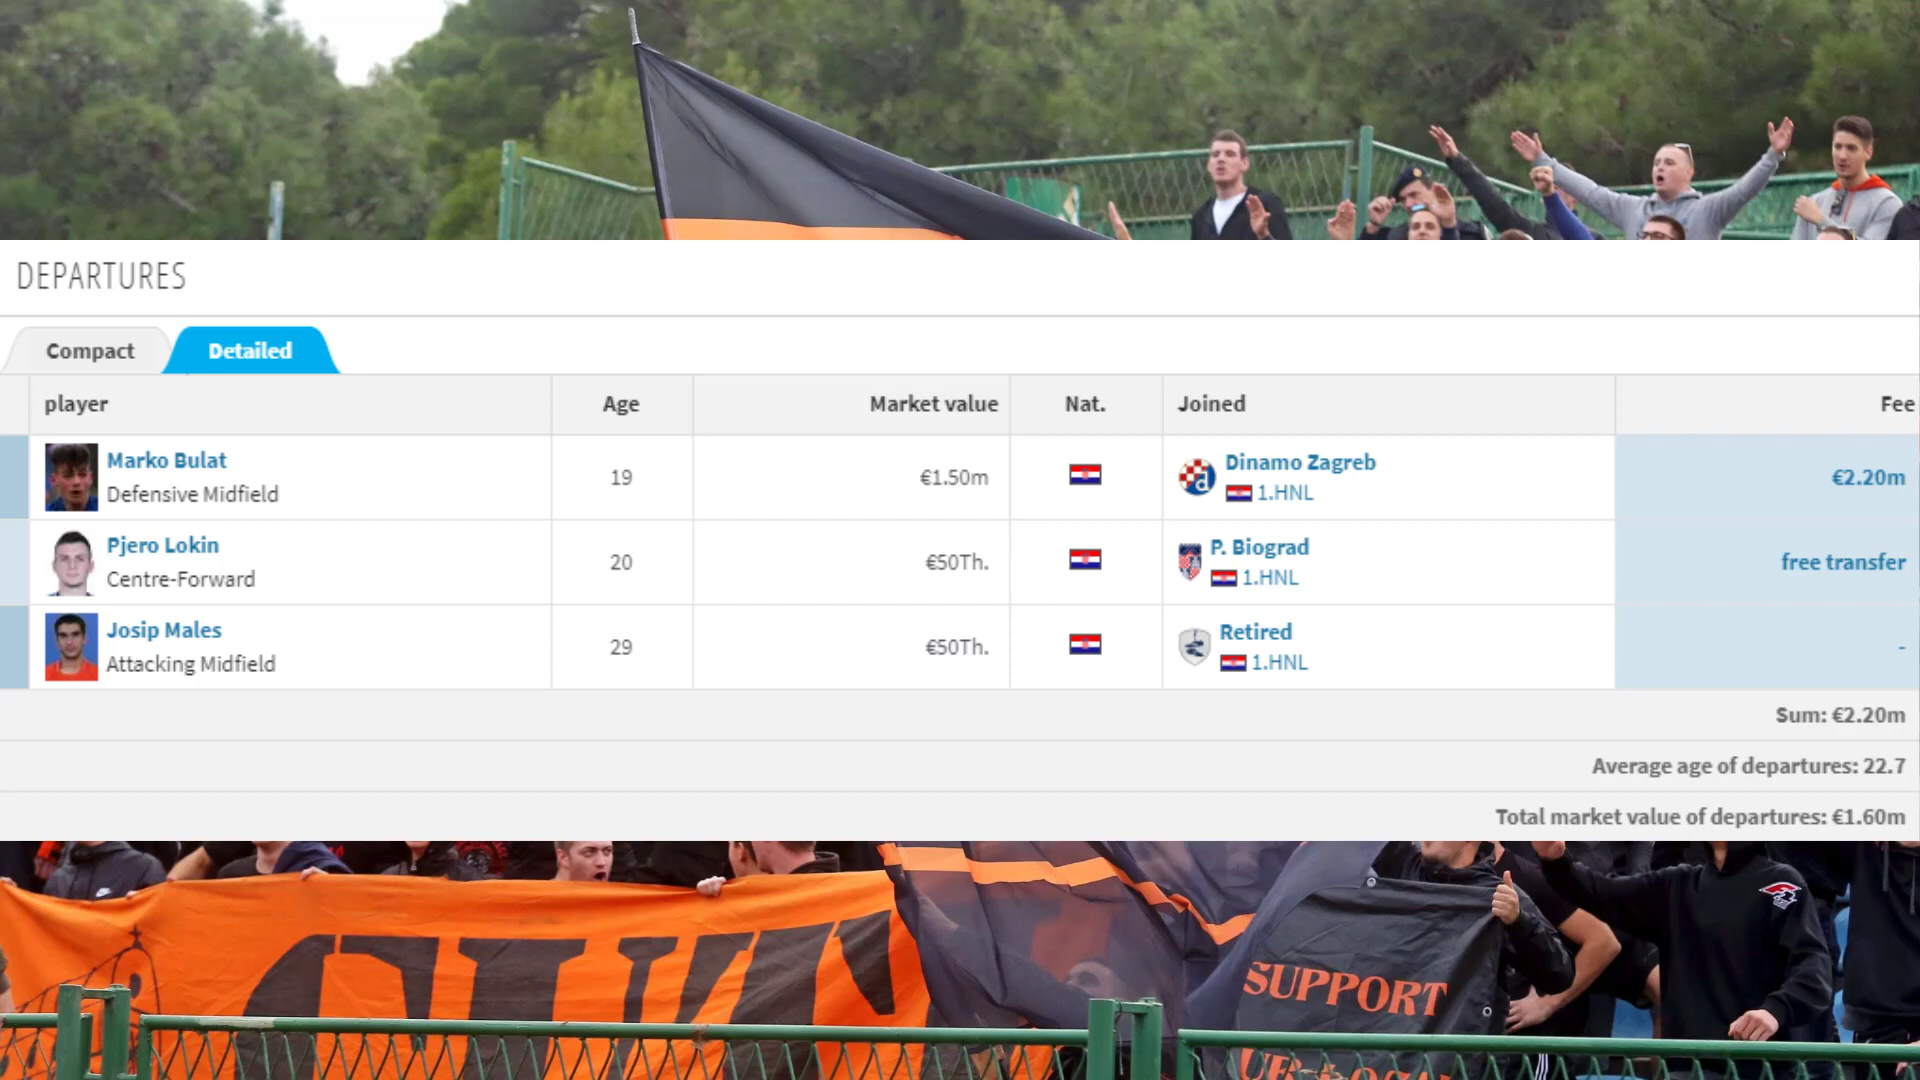 DEPARTURES
Compact Detailed
player Age Market value Nat. Joined Fee
Marko Bulat
Defensive Midfield
19 €1.50m
Dinamo Zagreb
1.HNL
€2.20m
Pjero Lokin
Centre-Forward
20 €50Th.
P. Biograd
1.HNL
free transfer
Josip Males
Attacking Midfield
29 €50Th.
Retired
1.HNL
-
Sum: €2.20m
Average age of departures: 22.7
Total market value of departures: €1.60m
SUPPORT